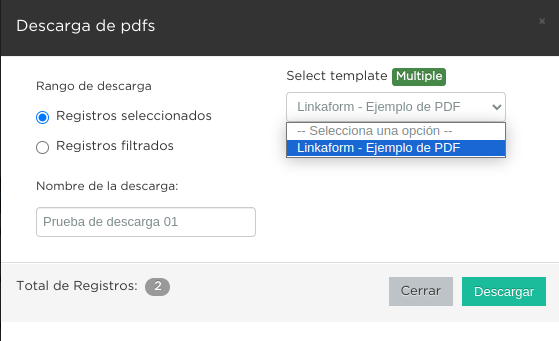 Descarga de pdfs
×
Rango de descarga
Registros seleccionados
Registros filtrados
Nombre de la descarga:
Prueba de descarga 01
Select template Multiple
Linkaform - Ejemplo de PDF
-- Selecciona una opción --
Linkaform - Ejemplo de PDF
Total de Registros: 2
Cerrar
Descargar